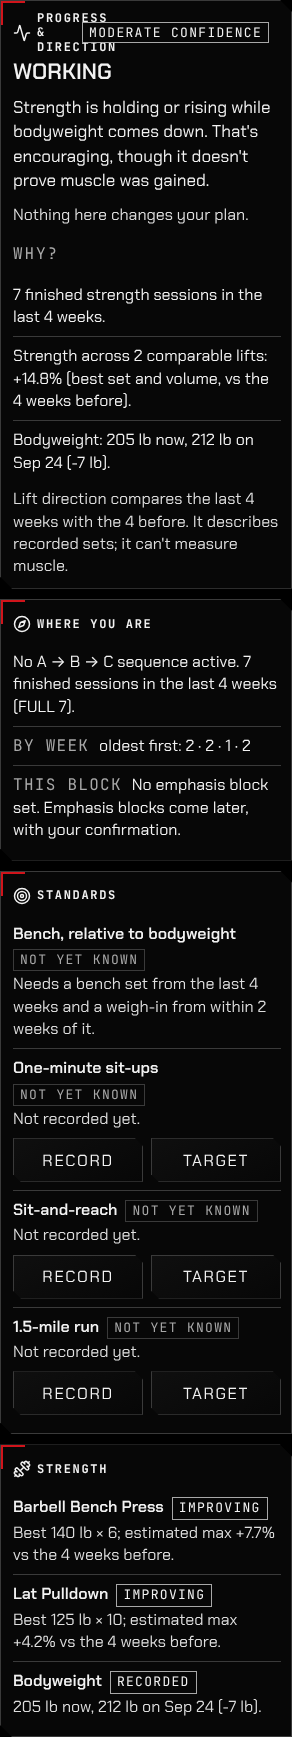 PROGRESS
&
DIRECTION
MODERATE CONFIDENCE
WORKING
Strength is holding or rising while
bodyweight comes down. That's
encouraging, though it doesn't
prove muscle was gained.
Nothing here changes your plan.
WHY?
7 finished strength sessions in the
last 4 weeks.
Strength across 2 comparable lifts:
+14.8% (best set and volume, vs the
4 weeks before).
Bodyweight: 205 lb now, 212 lb on
Sep 24 (-7 lb).
Lift direction compares the last 4
weeks with the 4 before. It describes
recorded sets; it can't measure
muscle.
WHERE YOU ARE
No A → B → C sequence active. 7
finished sessions in the last 4 weeks
(FULL 7).
BY WEEK oldest first: 2 · 2 · 1 · 2
THIS BLOCK No emphasis block
set. Emphasis blocks come later,
with your confirmation.
STANDARDS
Bench, relative to bodyweight
NOT YET KNOWN
Needs a bench set from the last 4
weeks and a weigh-in from within 2
weeks of it.
One-minute sit-ups
NOT YET KNOWN
Not recorded yet.
RECORD TARGET
Sit-and-reach NOT YET KNOWN
Not recorded yet.
RECORD TARGET
1.5-mile run NOT YET KNOWN
Not recorded yet.
RECORD TARGET
STRENGTH
Barbell Bench Press IMPROVING
Best 140 lb × 6; estimated max +7.7%
vs the 4 weeks before.
Lat Pulldown IMPROVING
Best 125 lb × 10; estimated max
+4.2% vs the 4 weeks before.
Bodyweight RECORDED
205 lb now, 212 lb on Sep 24 (-7 lb).